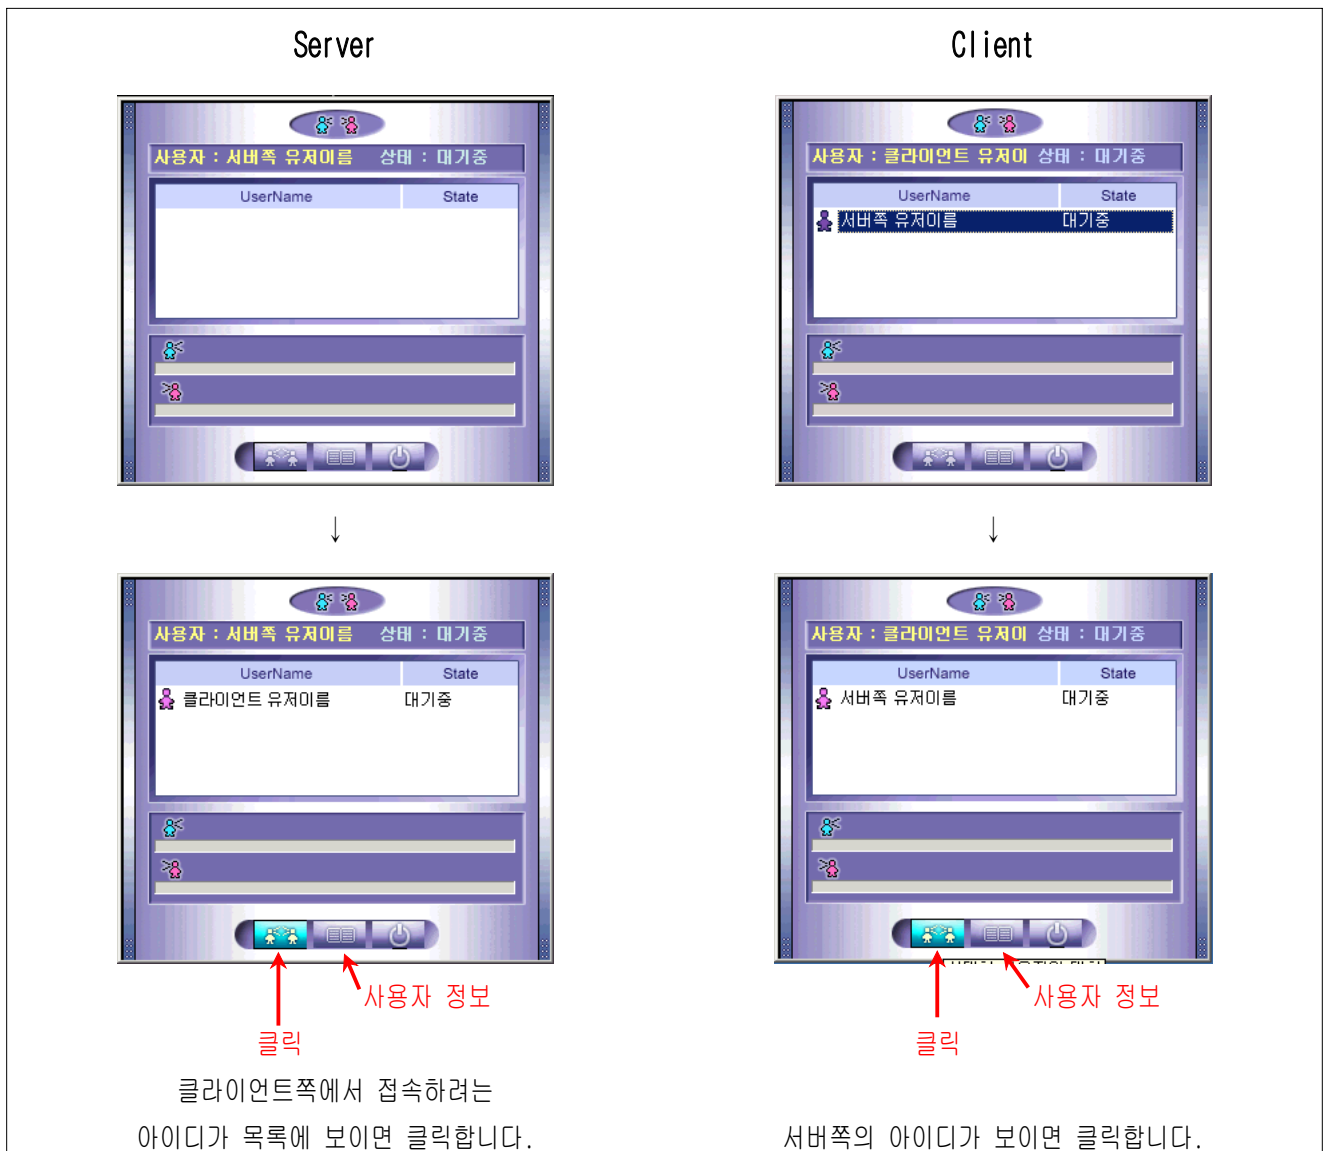 Server
Client
사용자 : 서버쪽 유저이름 상태 : 대기중
UserName State
사용자 : 클라이언트 유저이 상태 : 대기중
UserName State
서버쪽 유저이름 대기중
↓
↓
사용자 : 서버쪽 유저이름 상태 : 대기중
UserName State
클라이언트 유저이름 대기중
사용자 : 클라이언트 유저이 상태 : 대기중
UserName State
서버쪽 유저이름 대기중
사용자 정보
클릭
사용자 정보
클릭
클라이언트쪽에서 접속하려는
아이디가 목록에 보이면 클릭합니다.
서버쪽의 아이디가 보이면 클릭합니다.